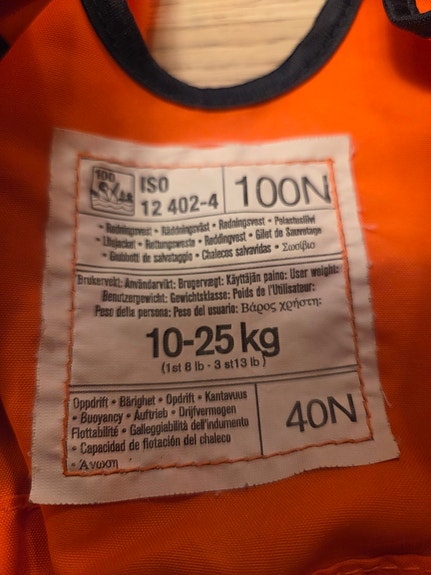 100
ISO
12 402-4
100N
• Redningsvest • Räddningsväst • Redningsvest • Pelastusliivi
• Lifejacket • Rettungsweste • Reddingvest • Gilet de Sauvetage
• Giubbotti de salvataggio • Chalecos salvavidas • Σωσίβιο
Brukervekt: Användarvikt: Brugervægt: Käyttäjän paino: User weight:
Benutzergewicht: Gewichtsklasse: Poids de l'Utilisateur:
Peso della persona: Peso del usuario: Βάρος χρήστη:
10-25 kg
(1st 8 lb - 3 st13 lb)
Oppdrift • Bärighet • Opdrift • Kantavuus
• Buoyancy • Auftrieb • Drijfvermogen
Flottabilité • Galleggiabilità dell'indumento
• Capacidad de flotación del chaleco
• Άνωση
40N